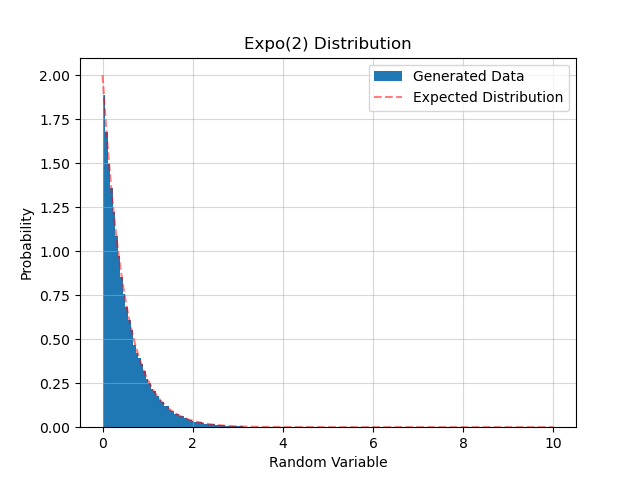 Expo(2) Distribution
Generated Data
Expected Distribution
2.00
1.75
1.50
1.25
1.00
0.75
0.50
0.25
0.00
Probability
0 2 4 6 8 10
Random Variable